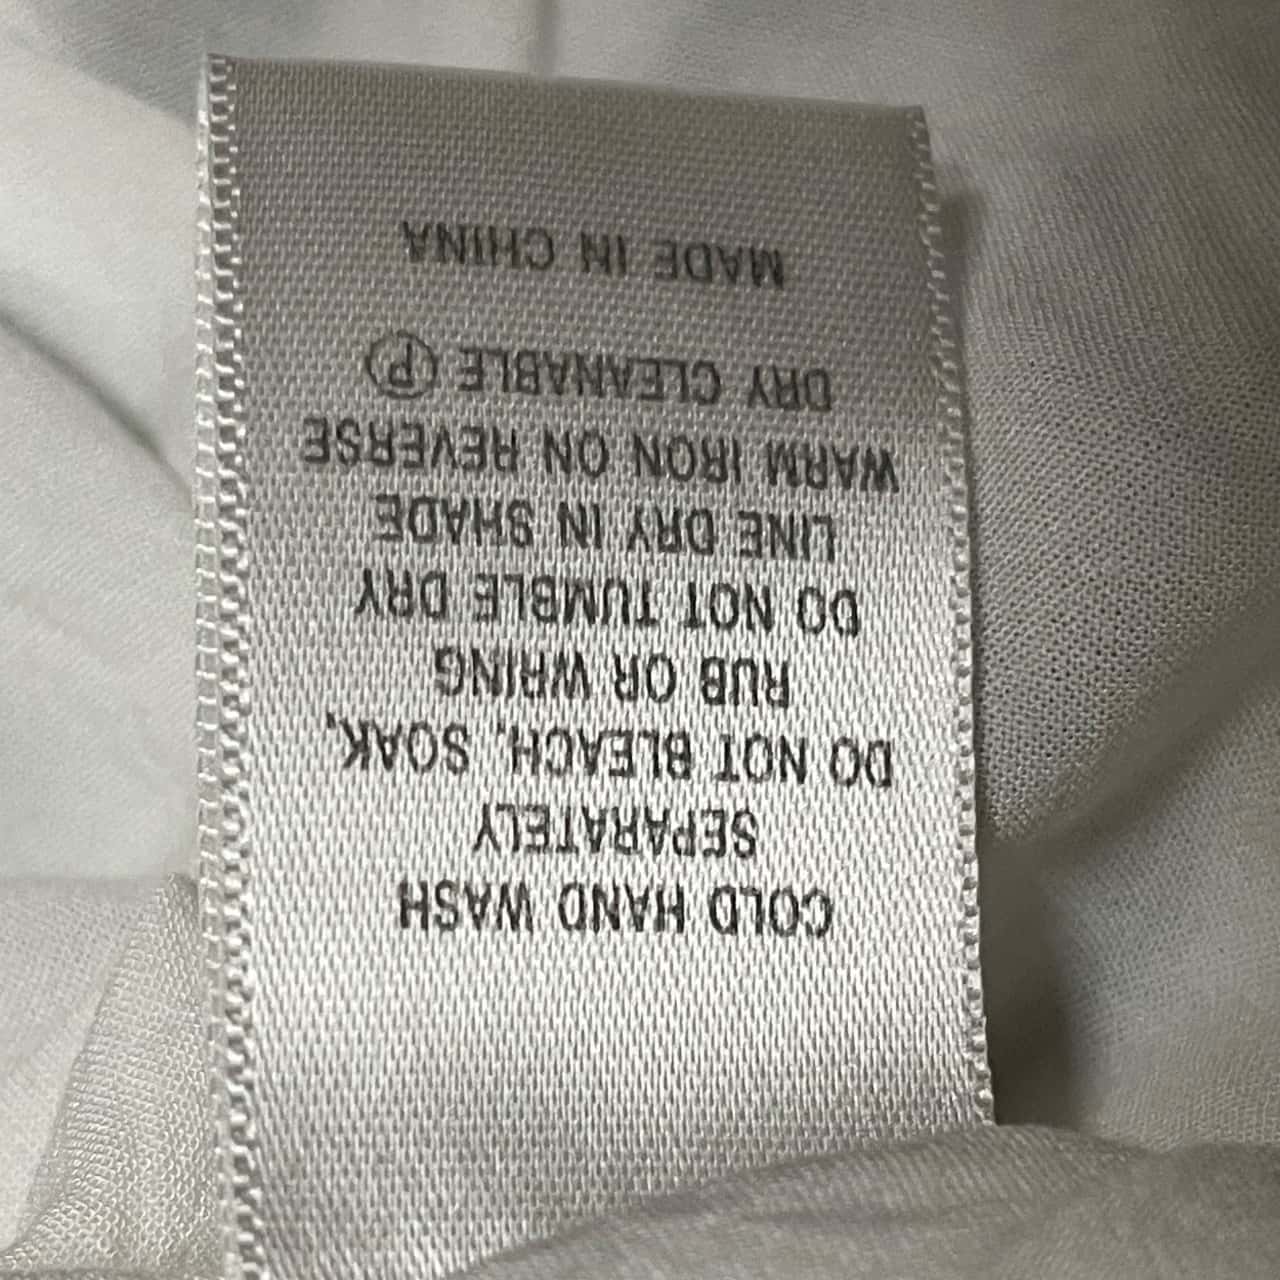 COLD HAND WASH
SEPARATELY
DO NOT BLEACH, SOAK,
RUB OR WRING
DO NOT TUMBLE DRY
LINE DRY IN SHADE
WARM IRON ON REVERSE
DRY CLEANABLE Ⓟ
MADE IN CHINA